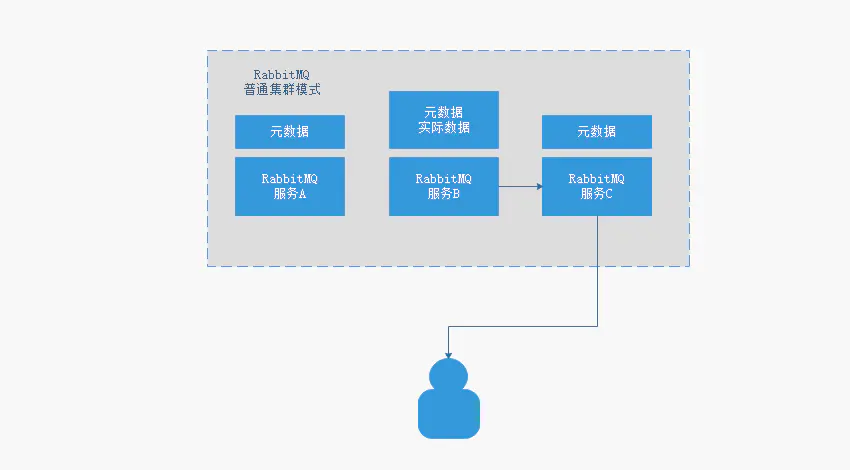 RabbitMQ
普通集群模式
元数据
元数据
实际数据
元数据
RabbitMQ
服务A
RabbitMQ
服务B
RabbitMQ
服务C